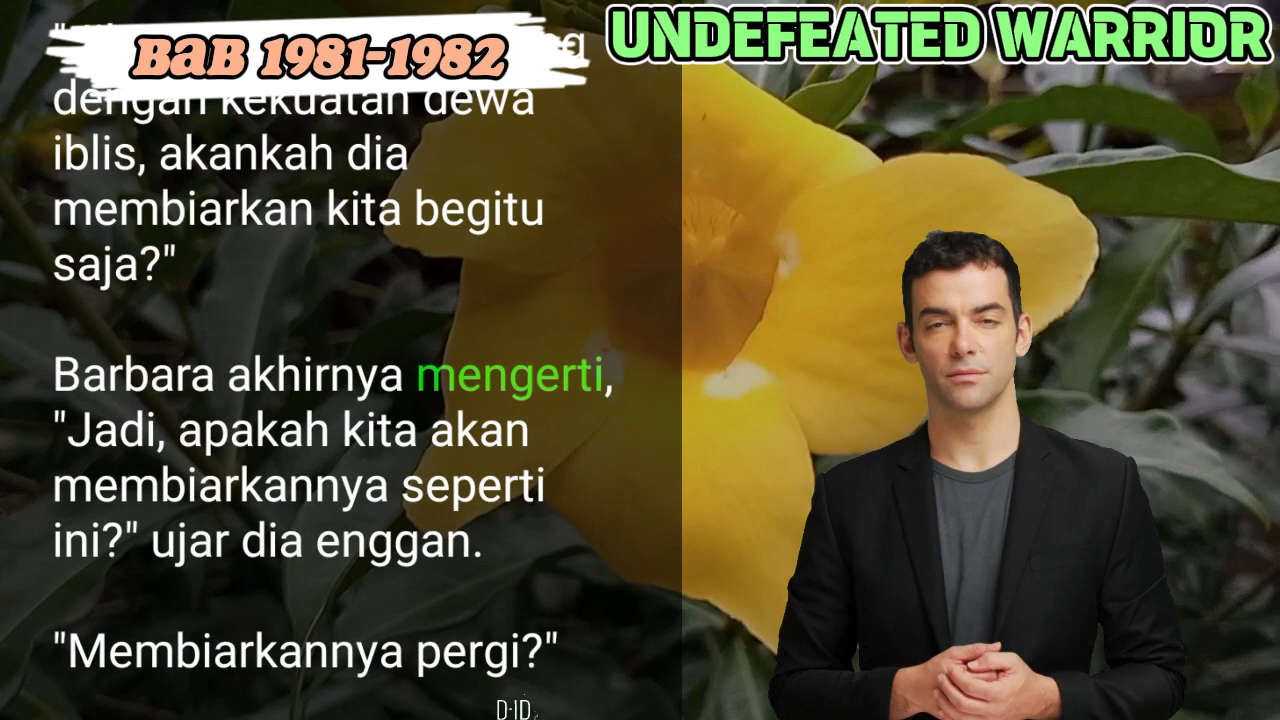 BAB 1981-1982
UNDEFEATED WARRIOR
dengan kekuatan dewa
iblis, akankah dia
membiarkan kita begitu
saja?"
Barbara akhirnya mengerti,
"Jadi, apakah kita akan
membiarkannya seperti
ini?" ujar dia enggan.
"Membiarkannya pergi?"
D-ID